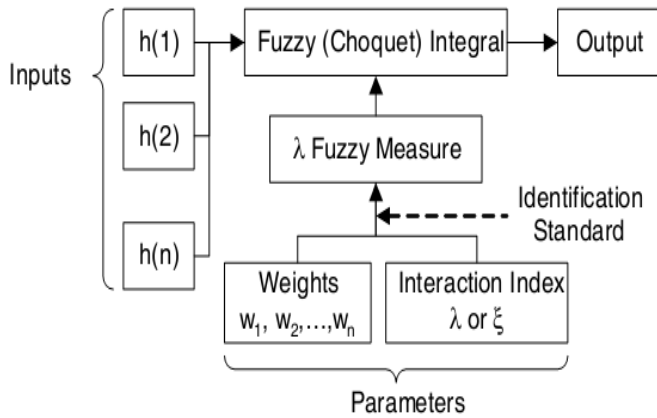 Inputs
h(1)
h(2)
h(n)
Fuzzy (Choquet) Integral
Output
λ Fuzzy Measure
Identification
Standard
Weights
w₁, w₂,...,wₙ
Interaction Index
λ or ξ
Parameters